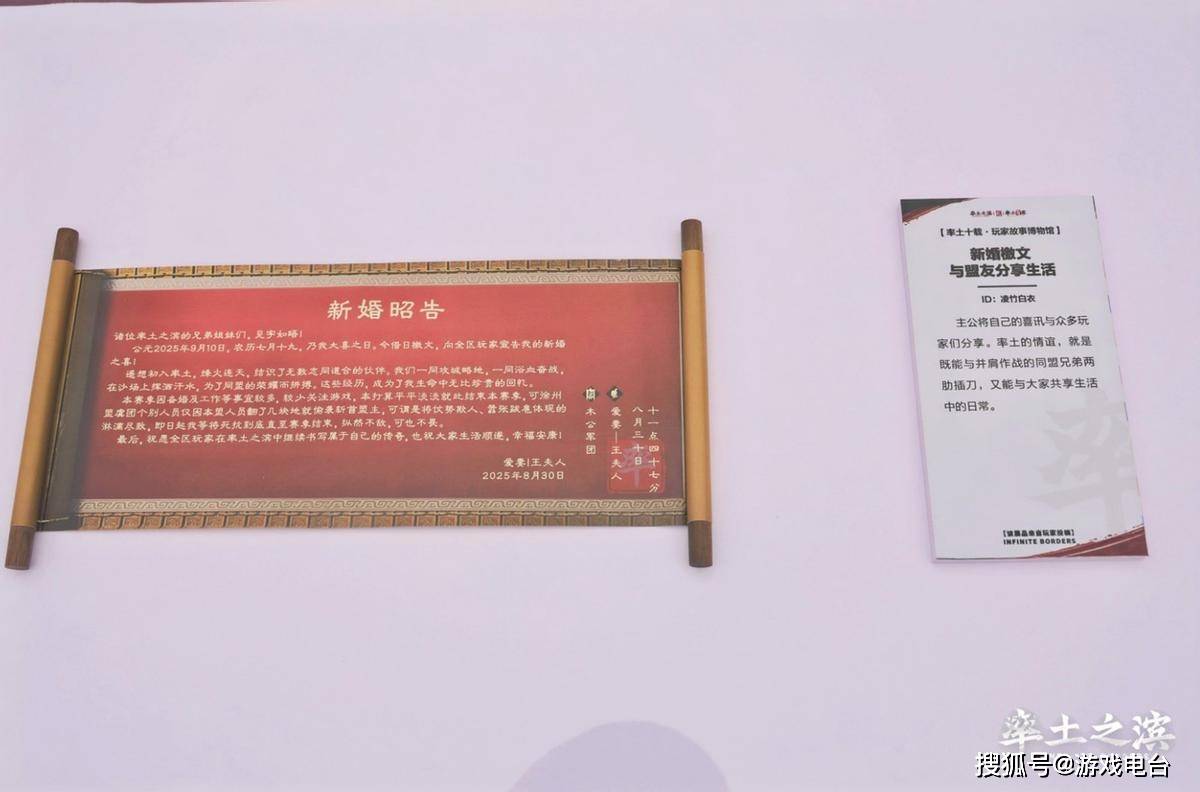 新婚昭告
诸位率土之滨的兄弟姐妹们，见字如晤！
公元2025年9月10日，农历七月十九，乃我大喜之日。今借日檄文，向全区玩家宣告我的新婚
之喜！
遥想初入率土，烽火连天，结识了无数志同道合的伙伴。我们一同攻城略地，一同浴血奋战，
在沙场上挥洒汗水，为了同盟的荣耀而拼搏。这些经历，成为了我生命中无比珍贵的回忆。
本赛季因备婚及工作等事宜较多，较少关注游戏，本打算平平淡淡就此结束本赛季，可徐州
盟虞团个别人员仅因本盟人员翻了几块地就偷袭斩首盟主，可谓是将仗势欺人、嚣张跋扈体现的
淋漓尽致，即日起我等将死扰到底直至赛季结束，纵然不敌，可也不畏。
最后，祝愿全区玩家在率土之滨中继续书写属于自己的传奇，也祝大家生活顺遂，幸福安康！
爱妻|王夫人
2025年8月30日
十一点四十七分
八月三十日
爱妻|王夫人
木公军团
率
率土之滨
【率土十载·玩家故事博物馆】
新婚檄文
与盟友分享生活
ID：凌竹白衣
主公将自己的喜讯与众多玩
家们分享。率土的情谊，就是
既能与并肩作战的同盟兄弟两
肋插刀，又能与大家共享生活
中的日常。
率
【该展品来自玩家投稿】
INFINITE BORDERS
率土之滨
搜狐号@游戏电台